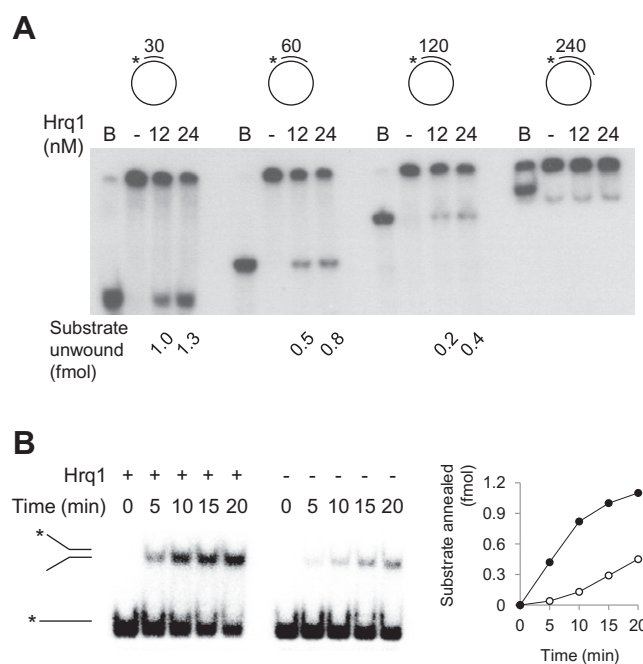 A
* 30 * 60 * 120 * 240
Hrq1
(nM) B - 12 24 B - 12 24 B - 12 24 B - 12 24
Substrate
unwound
(fmol) 1.0 1.3 0.5 0.8 0.2 0.4
B
Hrq1 + + + + + - - - - -
Time (min) 0 5 10 15 20 0 5 10 15 20
*
*
Substrate annealed
(fmol)
1.2
0.9
0.6
0.3
0
0 5 10 15 20
Time (min)